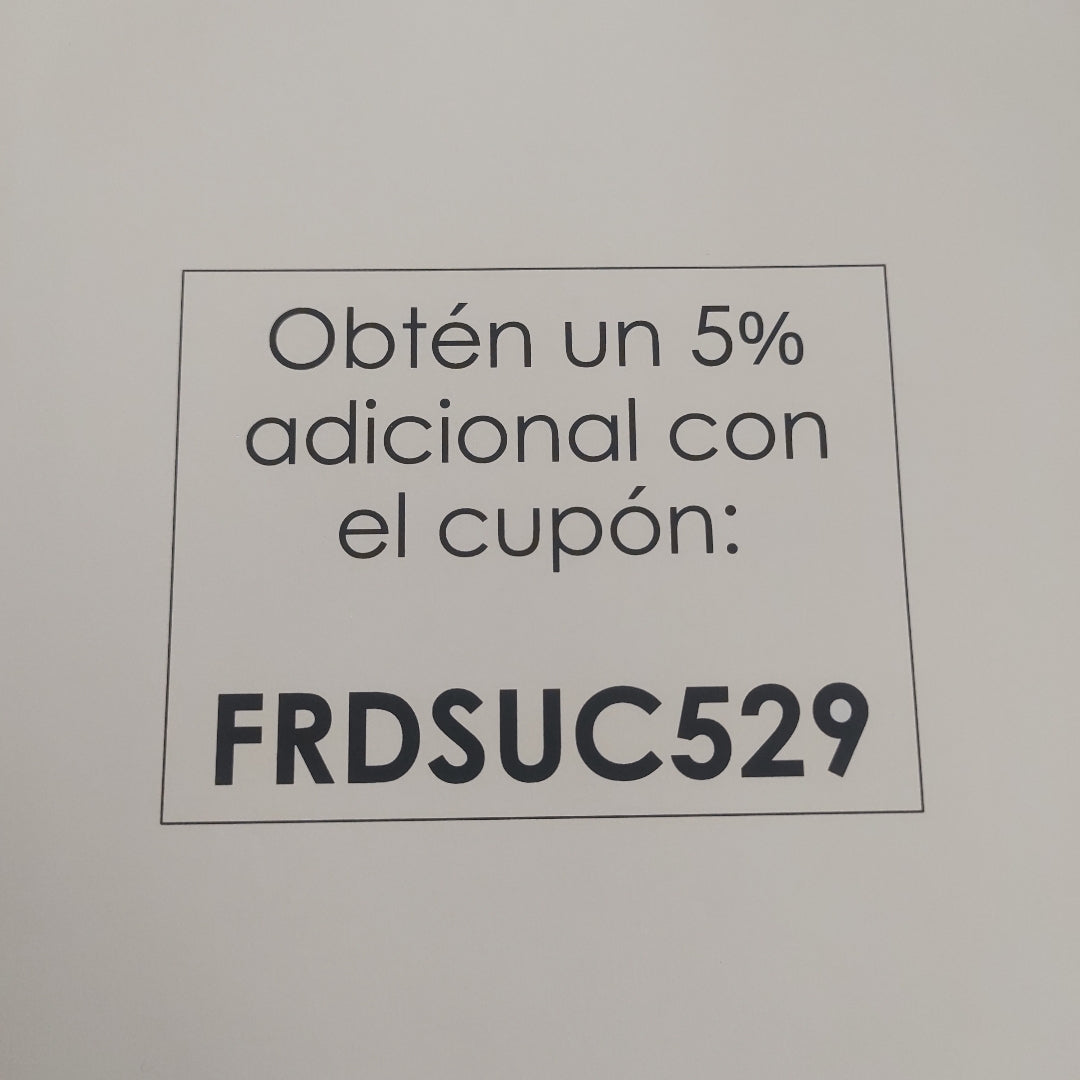 Obtén un 5%
adicional con
el cupón:
FRDSUC529